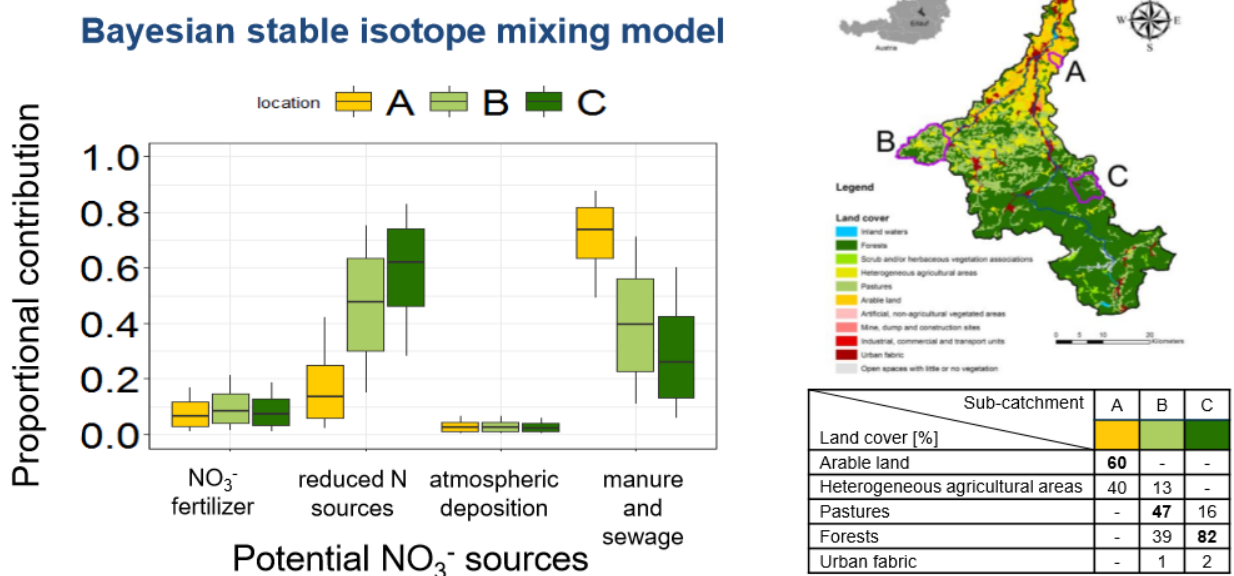 Bayesian stable isotope mixing model
location A B C
Proportional contribution
1.0
0.8
0.6
0.4
0.2
0.0
NO₃⁻ fertilizer
reduced N sources
atmospheric deposition
manure and sewage
Potential NO₃⁻ sources
Erlauf
Austria
N
W E
S
A
B
C
Legend
Land cover
Inland waters
Forests
Scrub and/or herbaceous vegetation associations
Heterogeneous agricultural areas
Pastures
Arable land
Artificial, non-agricultural vegetated areas
Mine, dump and construction sites
Industrial, commercial and transport units
Urban fabric
Open spaces with little or no vegetation
0 5 10 20
Kilometers
Sub-catchment A B C
Land cover [%]
Arable land 60 - -
Heterogeneous agricultural areas 40 13 -
Pastures - 47 16
Forests - 39 82
Urban fabric - 1 2